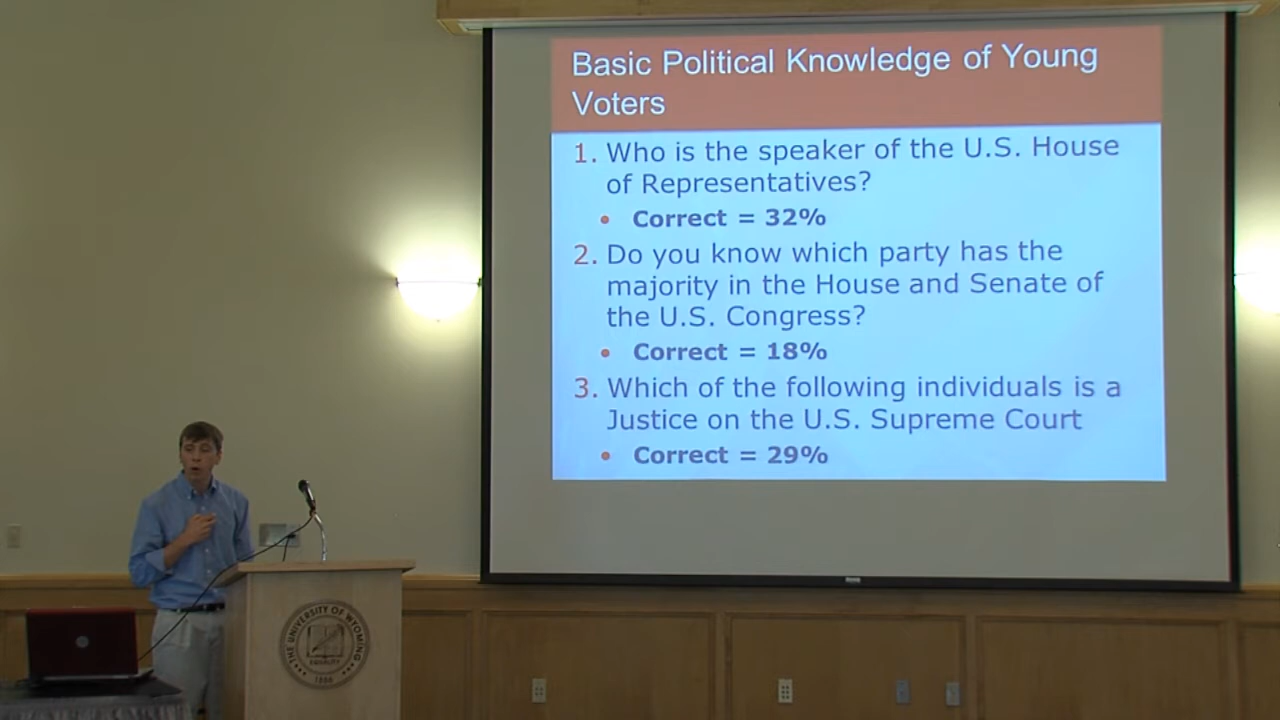 Basic Political Knowledge of Young
Voters
1. Who is the speaker of the U.S. House
of Representatives?
• Correct = 32%
2. Do you know which party has the
majority in the House and Senate of
the U.S. Congress?
• Correct = 18%
3. Which of the following individuals is a
Justice on the U.S. Supreme Court
• Correct = 29%
THE UNIVERSITY OF WYOMING
EQUALITY
1886